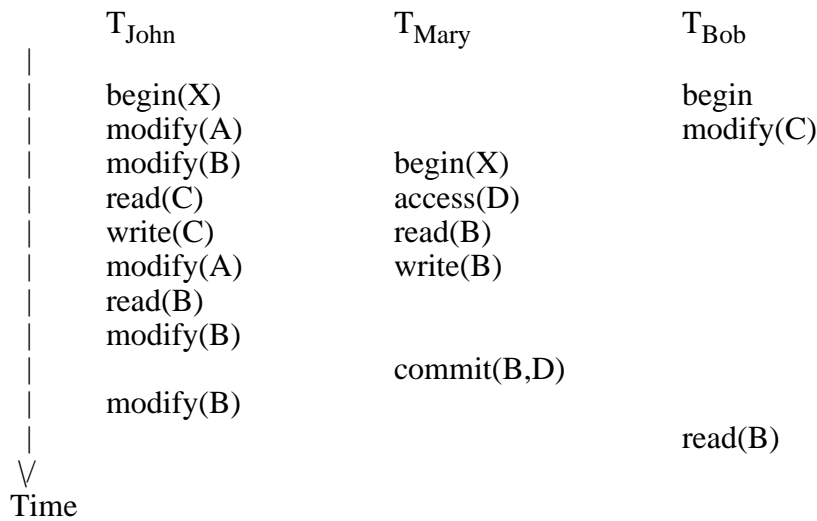 T_John T_Mary T_Bob
begin(X) begin
modify(A) modify(C)
modify(B) begin(X)
read(C) access(D)
write(C) read(B)
modify(A) write(B)
read(B)
modify(B)
commit(B,D)
modify(B)
read(B)
Time